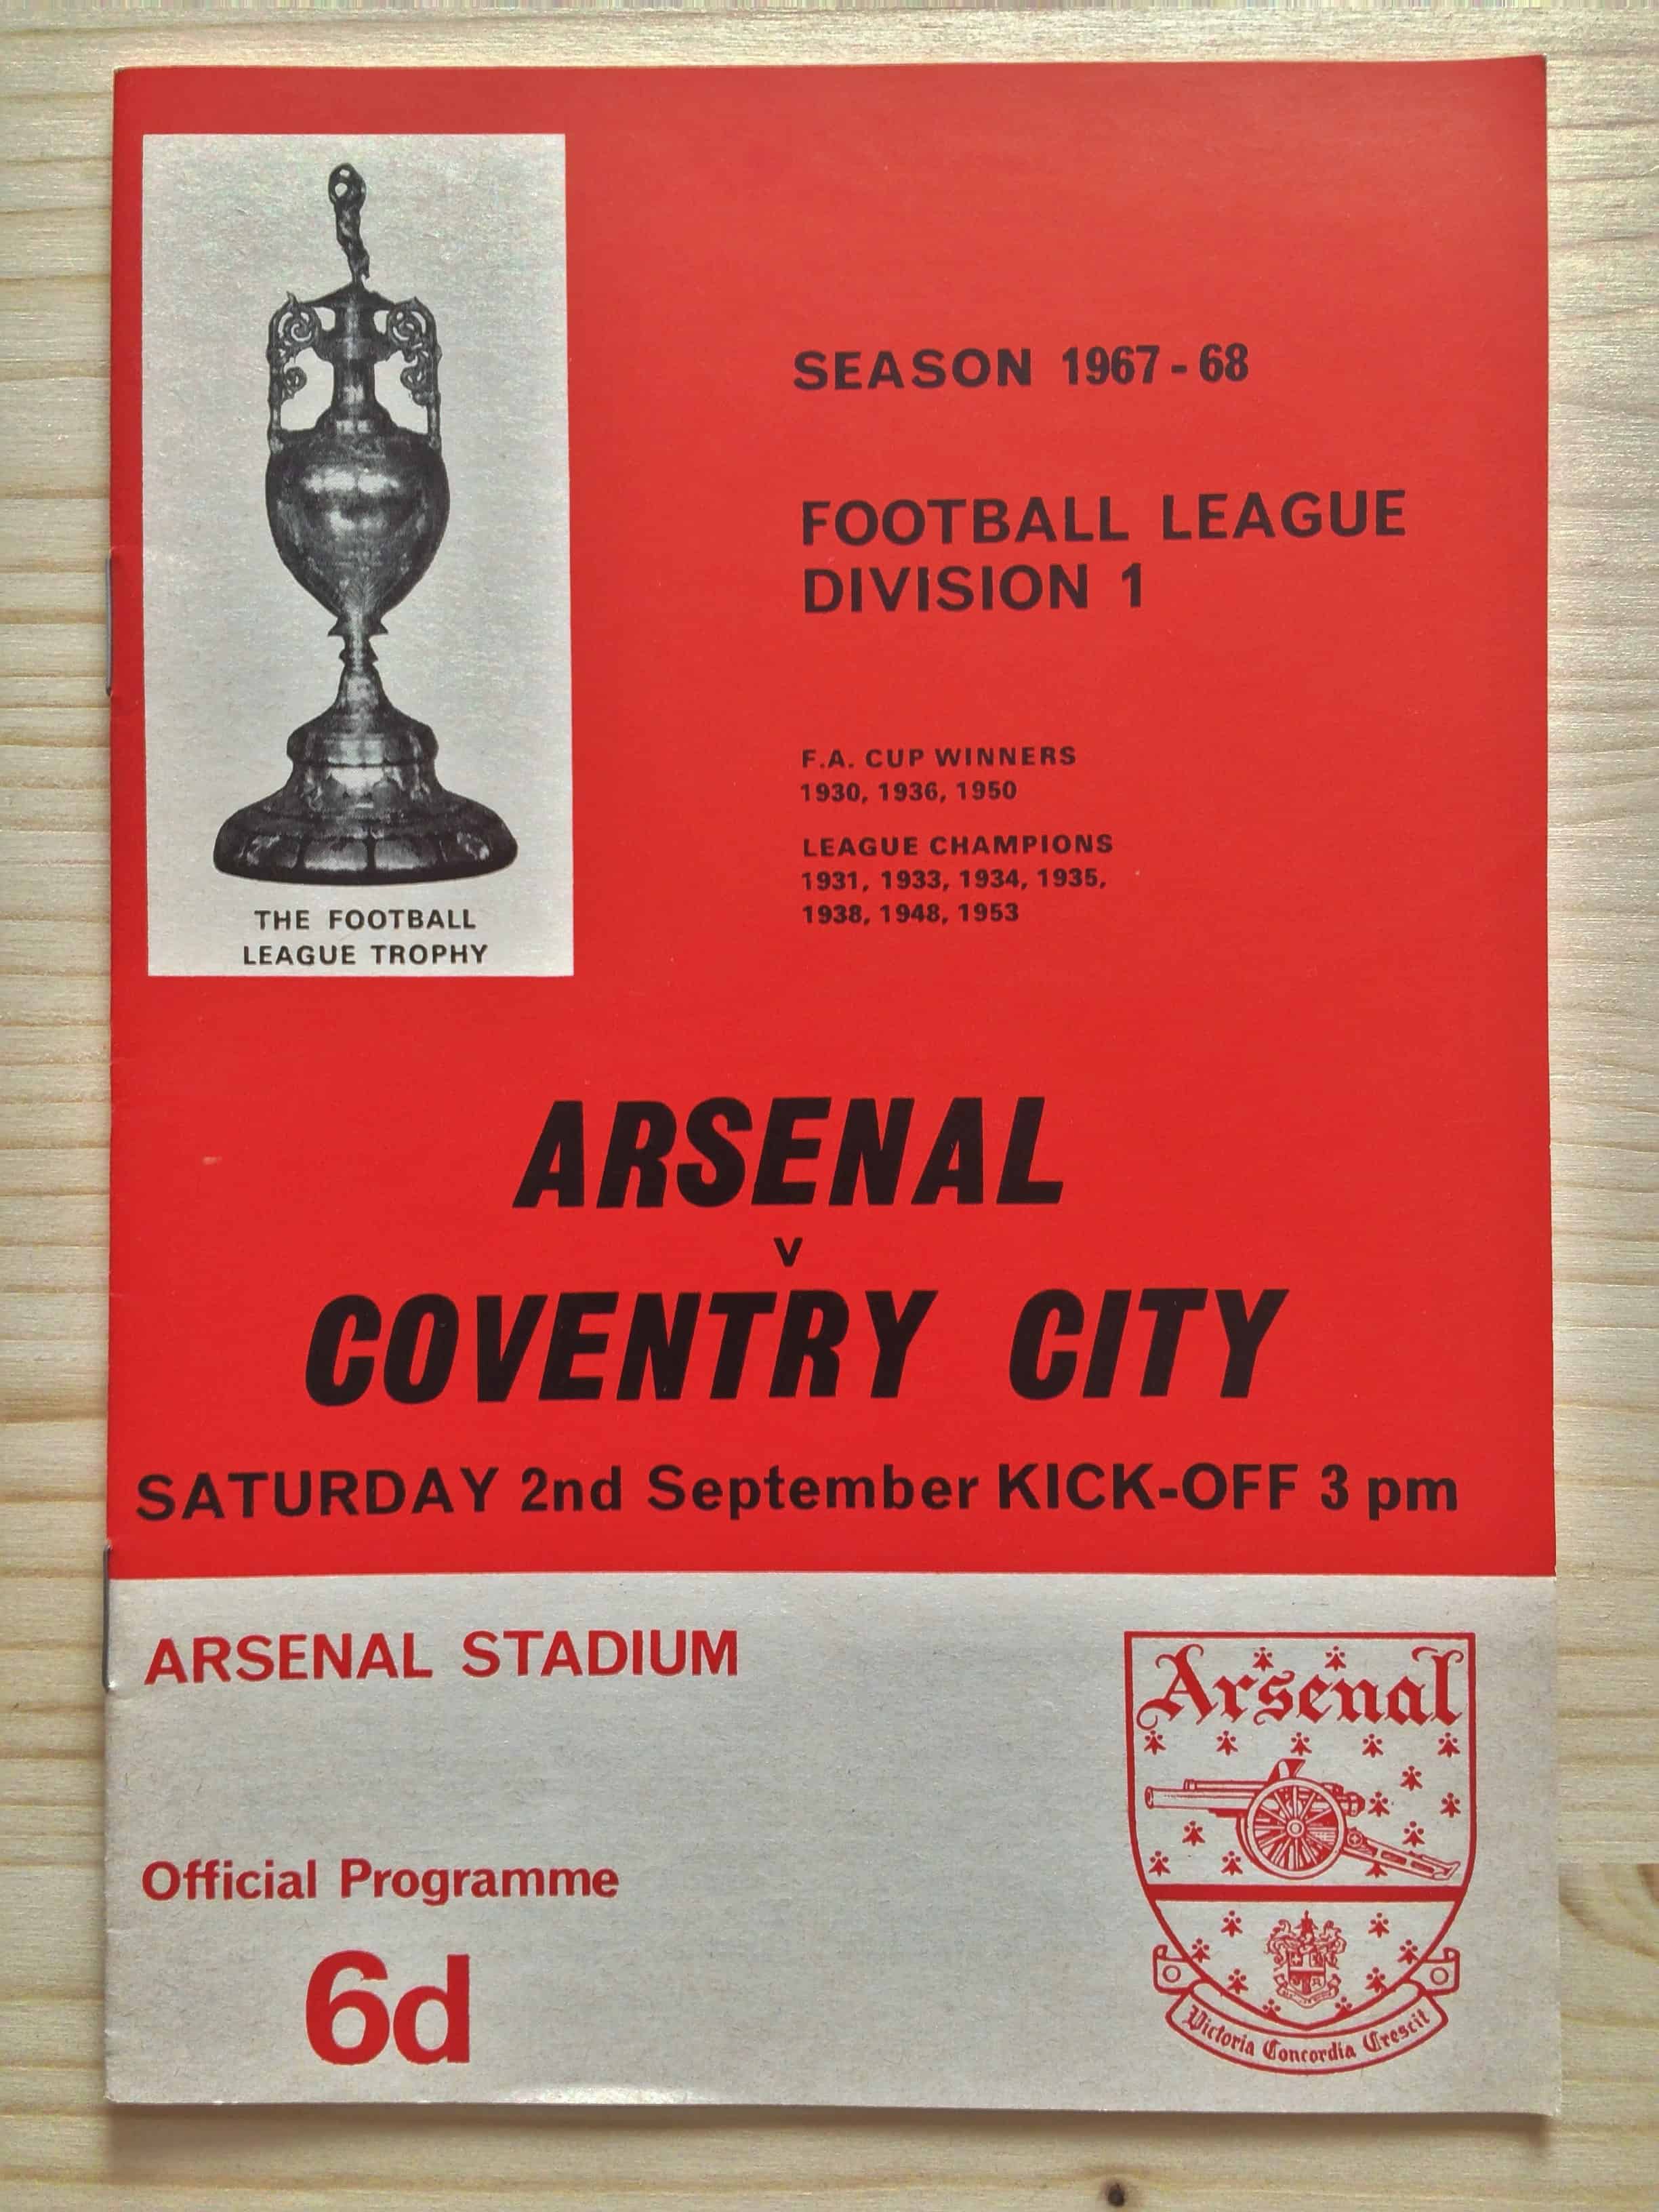 THE FOOTBALL
LEAGUE TROPHY
SEASON 1967-68
FOOTBALL LEAGUE
DIVISION 1
F.A. CUP WINNERS
1930, 1936, 1950
LEAGUE CHAMPIONS
1931, 1933, 1934, 1935,
1938, 1948, 1953
ARSENAL
v
COVENTRY CITY
SATURDAY 2nd September KICK-OFF 3 pm
ARSENAL STADIUM
Official Programme
6d
Arsenal
Victoria Concordia Crescit